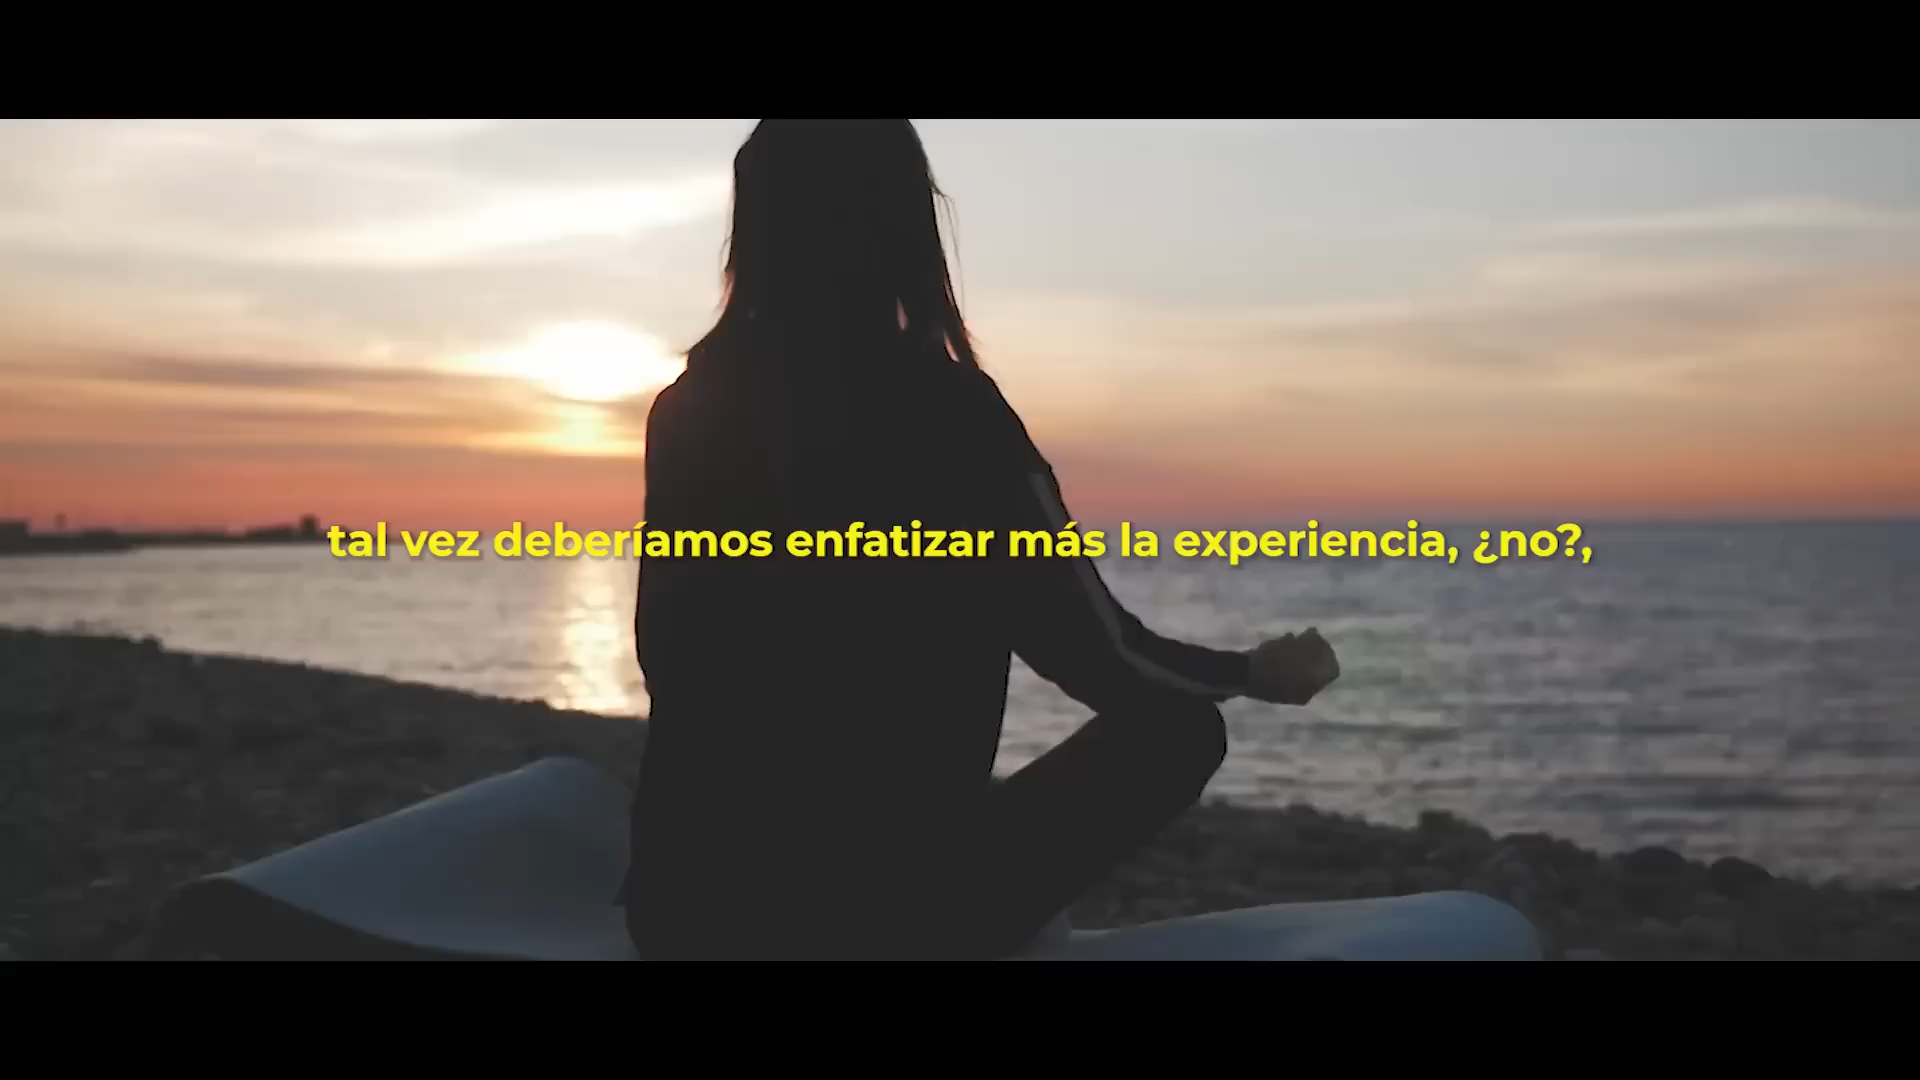 tal vez deberíamos enfatizar más la experiencia, ¿no?,